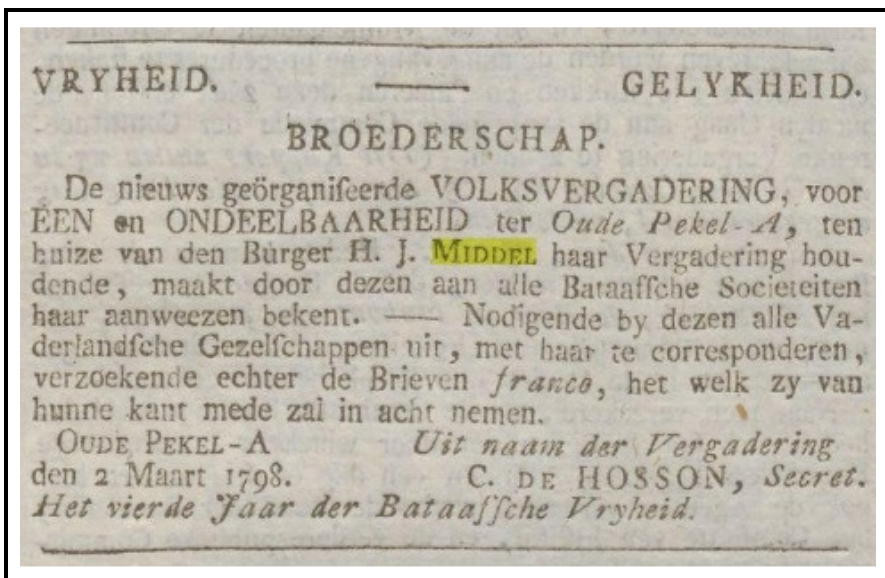 VRYHEID. — GELYKHEID.
BROEDERSCHAP.
De nieuws geörganiſeerde VOLKSVERGADERING, voor
EEN en ONDEELBAARHEID ter Oude Pekel-A, ten
huize van den Burger H. J. MIDDEL haar Vergadering hou-
dende, maakt door dezen aan alle Bataafſche Societeiten
haar aanweezen bekent. — Nodigende by dezen alle Va-
derlandſche Gezelſchappen uit, met haar te correſponderen,
verzoekende echter de Brieven franco, het welk zy van
hunne kant mede zal in acht nemen.
OUDE PEKEL-A Uit naam der Vergadering
den 2 Maart 1798. C. DE HOSSON, Secret.
Het vierde Jaar der Bataafſche Vryheid.